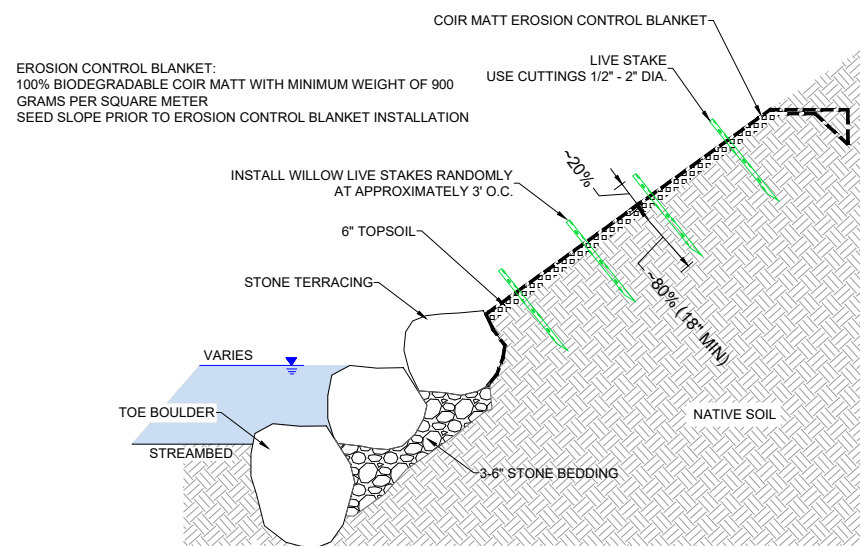 COIR MATT EROSION CONTROL BLANKET
LIVE STAKE
USE CUTTINGS 1/2" - 2" DIA.
EROSION CONTROL BLANKET:
100% BIODEGRADABLE COIR MATT WITH MINIMUM WEIGHT OF 900
GRAMS PER SQUARE METER
SEED SLOPE PRIOR TO EROSION CONTROL BLANKET INSTALLATION
~20%
INSTALL WILLOW LIVE STAKES RANDOMLY
AT APPROXIMATELY 3' O.C.
6" TOPSOIL
STONE TERRACING
~80% (18" MIN)
VARIES
TOE BOULDER
NATIVE SOIL
STREAMBED
3-6" STONE BEDDING